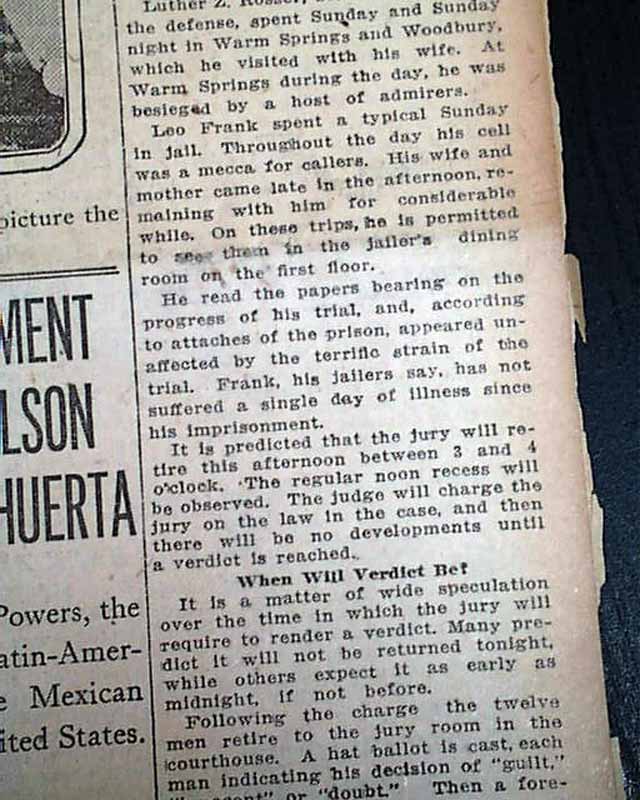 picture the
MENT
LSON
HUERTA
Powers, the
atin-Amer-
e Mexican
ited States.
Luther Z.
the defense, spent Sunday and Sunday
night in Warm Springs and Woodbury,
which he visited with his wife. At
Warm Springs during the day, he was
besieged by a host of admirers.
Leo Frank spent a typical Sunday
in jail. Throughout the day his cell
was a mecca for callers. His wife and
mother came late in the afternoon, re-
maining with him for considerable
while. On these trips, he is permitted
to see them in the jailer's dining
room on the first floor.
He read the papers bearing on the
progress of his trial, and, according
to attaches of the prison, appeared un-
affected by the terrific strain of the
trial. Frank, his jailers say, has not
suffered a single day of illness since
his imprisonment.
It is predicted that the jury will re-
tire this afternoon between 3 and 4
o'clock. The regular noon recess will
be observed. The judge will charge the
jury on the law in the case, and then
there will be no developments until
a verdict is reached.
When Will Verdict Be?
It is a matter of wide speculation
over the time in which the jury will
require to render a verdict. Many pre-
dict it will not be returned tonight,
while others expect it as early as
midnight, if not before.
Following the charge the twelve
men retire to the jury room in the
courthouse. A hat ballot is cast, each
man indicating his decision of "guilt,"
or "doubt." Then a fore-